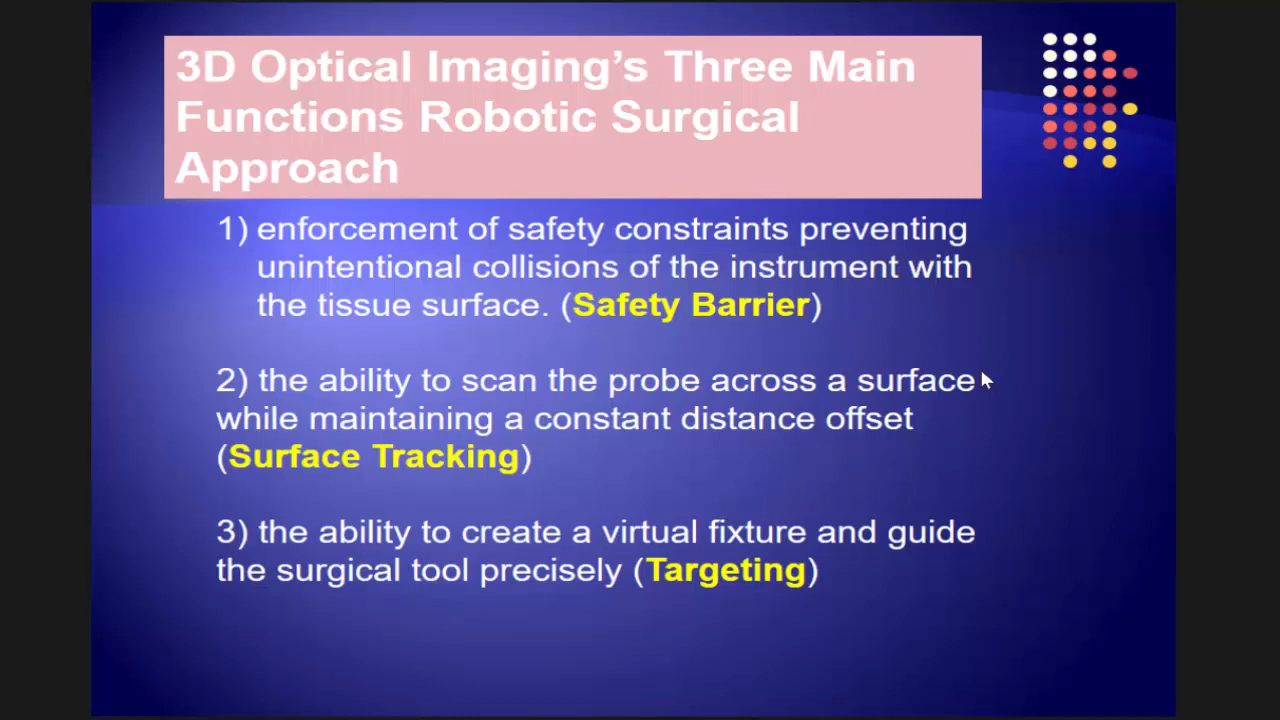 3D Optical Imaging's Three Main
Functions Robotic Surgical
Approach
1) enforcement of safety constraints preventing
unintentional collisions of the instrument with
the tissue surface. (Safety Barrier)
2) the ability to scan the probe across a surface
while maintaining a constant distance offset
(Surface Tracking)
3) the ability to create a virtual fixture and guide
the surgical tool precisely (Targeting)